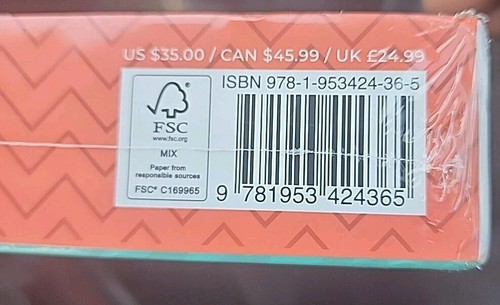 US $35.00 / CAN $45.99 / UK £24.99
ISBN 978-1-953424-36-5
FSC®
www.fsc.org
MIX
Paper from
responsible sources
FSC® C169965
9 781953 424365